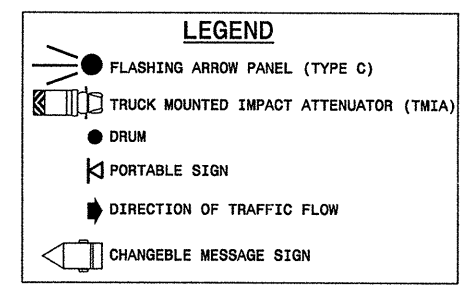 LEGEND
FLASHING ARROW PANEL (TYPE C)
TRUCK MOUNTED IMPACT ATTENUATOR (TMIA)
DRUM
PORTABLE SIGN
DIRECTION OF TRAFFIC FLOW
CHANGEBLE MESSAGE SIGN